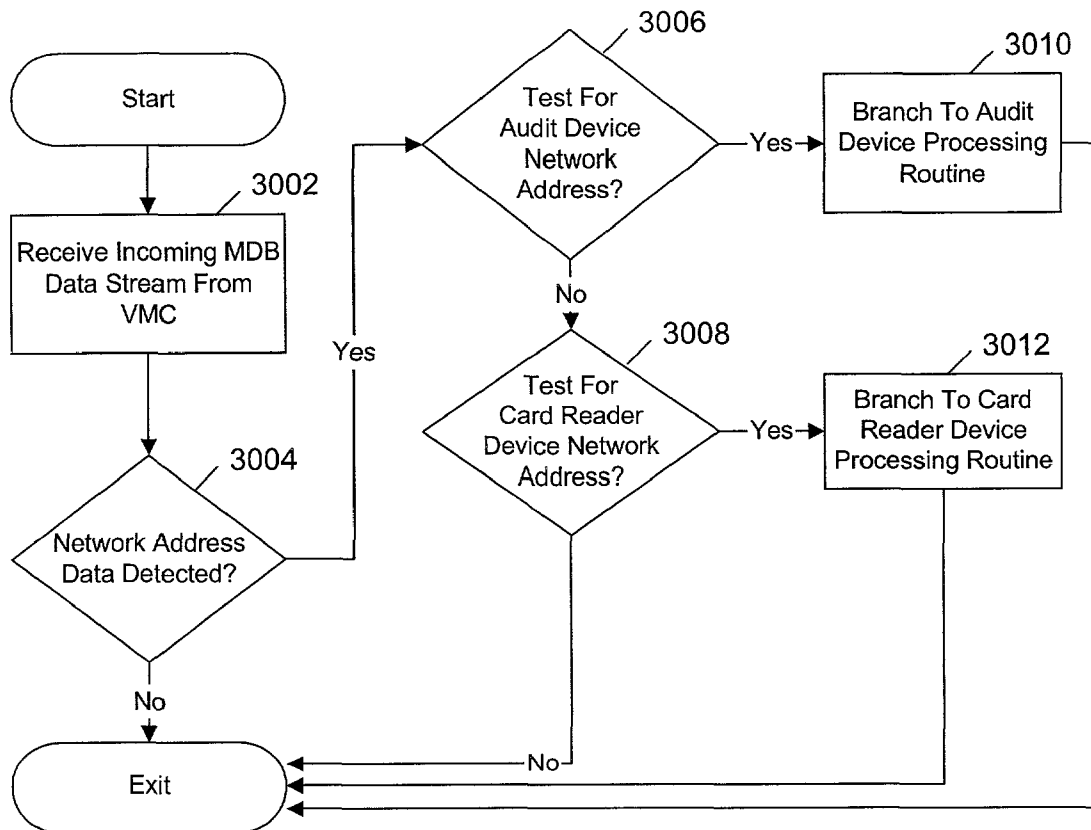 Start
3002
Receive Incoming MDB
Data Stream From
VMC
3004
Network Address
Data Detected?
Yes
No
3006
Test For
Audit Device
Network
Address?
Yes
No
3010
Branch To Audit
Device Processing
Routine
3008
Test For
Card Reader
Device Network
Address?
Yes
No
3012
Branch To Card
Reader Device
Processing Routine
Exit